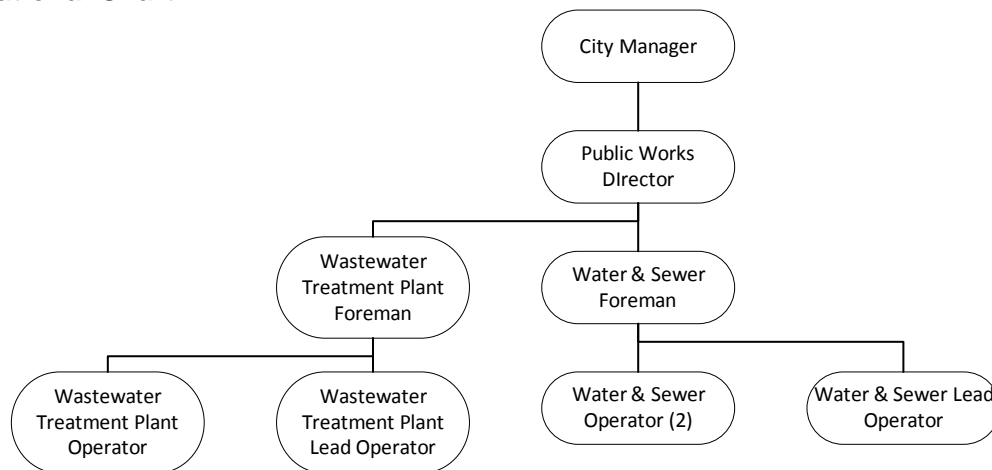 City Manager
Public Works
DIrector
Wastewater
Treatment Plant
Foreman
Water & Sewer
Foreman
Wastewater
Treatment Plant
Operator
Wastewater
Treatment Plant
Lead Operator
Water & Sewer
Operator (2)
Water & Sewer Lead
Operator